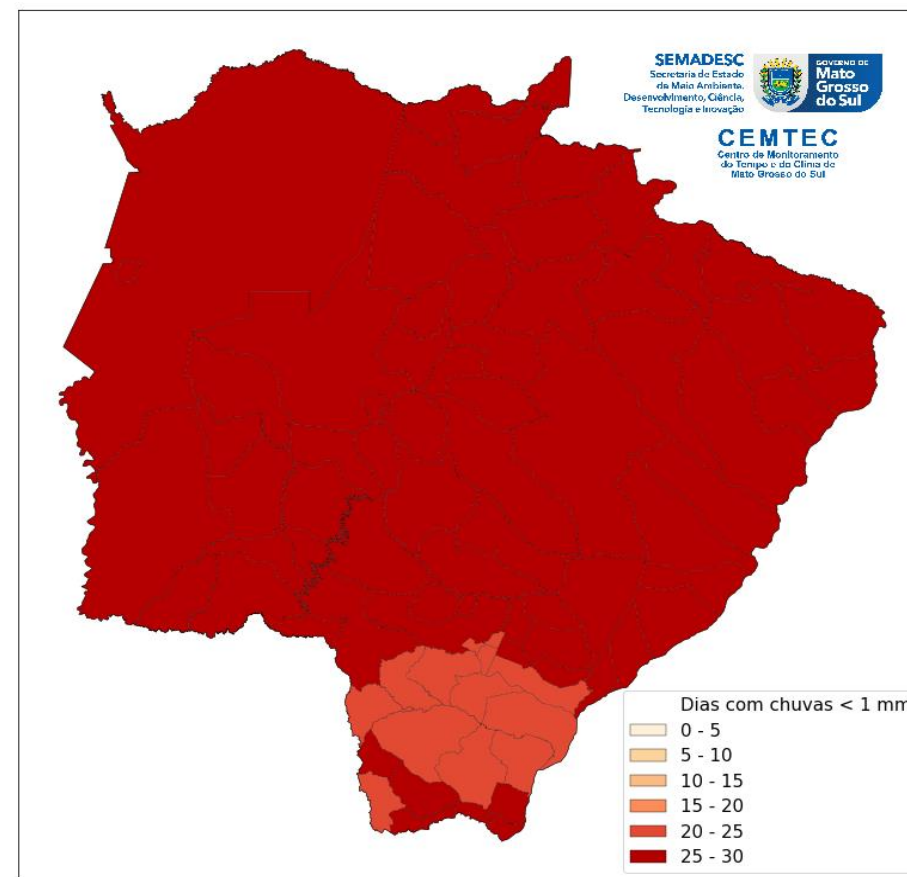 SEMADESC
Secretaria de Estado
de Meio Ambiente,
Desenvolvimento, Ciência,
Tecnologia e Inovação
GOVERNO DE
Mato
Grosso
do Sul
CEMTEC
Centro de Monitoramento
do Tempo e do Clima de
Mato Grosso do Sul
Dias com chuvas < 1 mm
0 - 5
5 - 10
10 - 15
15 - 20
20 - 25
25 - 30